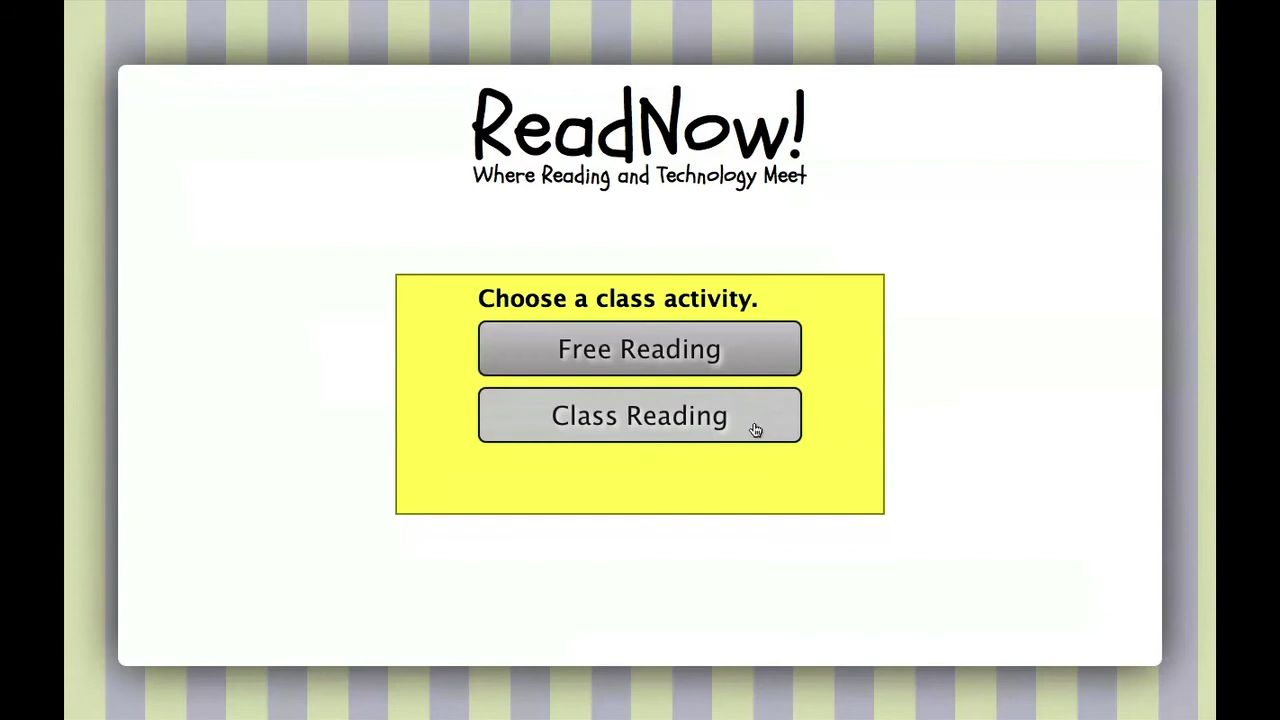 ReadNow!
Where Reading and Technology Meet
Choose a class activity.
Free Reading
Class Reading